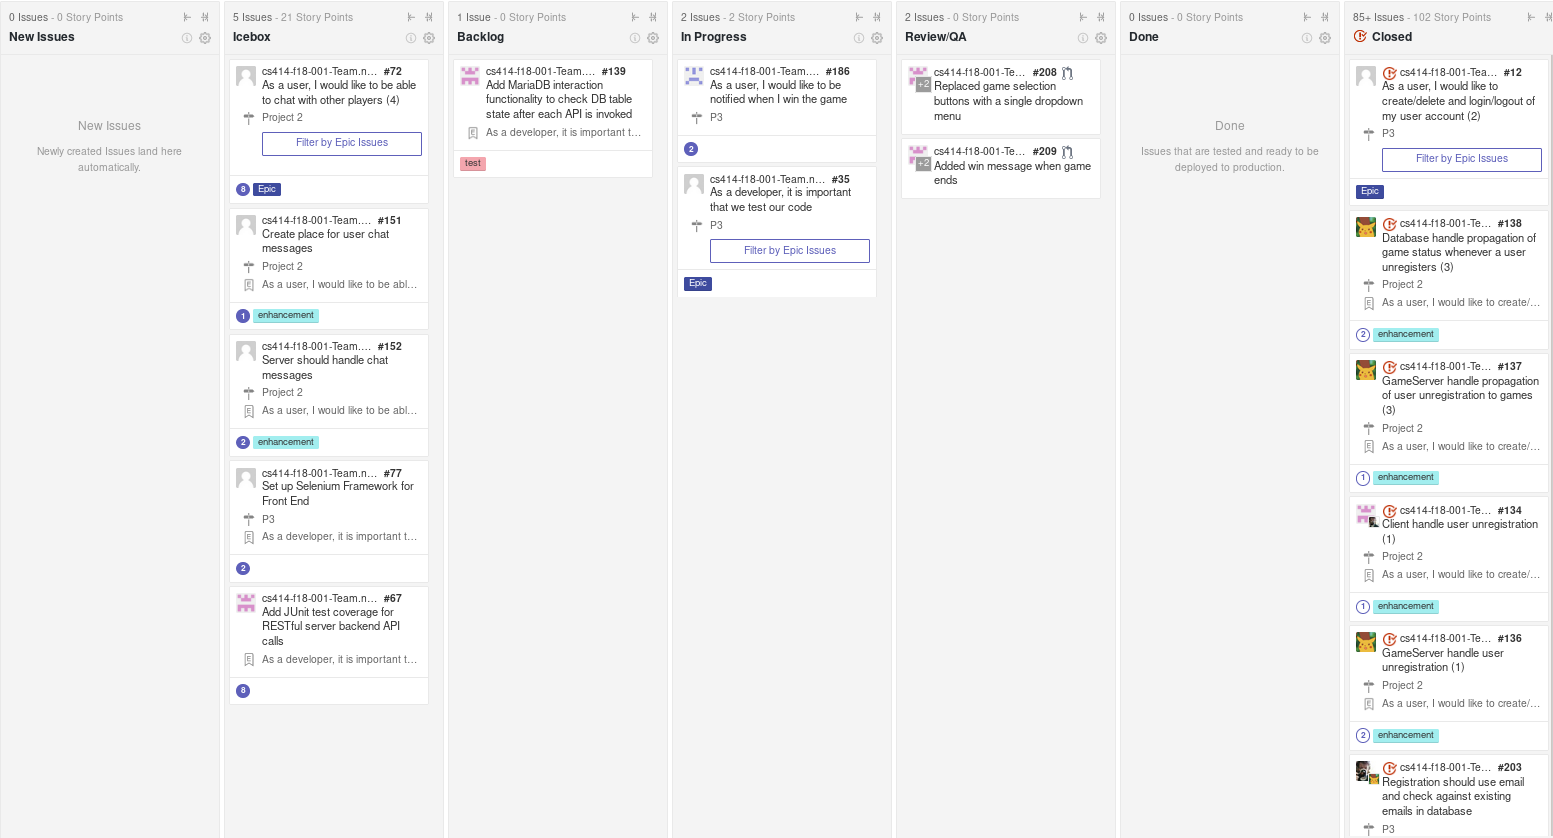 0 Issues - 0 Story Points
New Issues
New Issues
Newly created Issues land here
automatically.
5 Issues - 21 Story Points
Icebox
cs414-f18-001-Team.n... #72
As a user, I would like to be able
to chat with other players (4)
Project 2
Filter by Epic Issues
8 Epic
cs414-f18-001-Team.... #151
Create place for user chat
messages
Project 2
As a user, I would like to be abl...
1 enhancement
cs414-f18-001-Team.... #152
Server should handle chat
messages
Project 2
As a user, I would like to be abl...
2 enhancement
cs414-f18-001-Team.n... #77
Set up Selenium Framework for
Front End
P3
As a developer, it is important t...
2
cs414-f18-001-Team.n... #67
Add JUnit test coverage for
RESTful server backend API
calls
As a developer, it is important t...
8
1 Issue - 0 Story Points
Backlog
cs414-f18-001-Team.... #139
Add MariaDB interaction
functionality to check DB table
state after each API is invoked
As a developer, it is important t...
test
2 Issues - 2 Story Points
In Progress
cs414-f18-001-Team.... #186
As a user, I would like to be
notified when I win the game
P3
2
cs414-f18-001-Team.n... #35
As a developer, it is important
that we test our code
P3
Filter by Epic Issues
Epic
2 Issues - 0 Story Points
Review/QA
cs414-f18-001-Te... #208
+2
Replaced game selection
buttons with a single dropdown
menu
cs414-f18-001-Te... #209
+2
Added win message when game
ends
0 Issues - 0 Story Points
Done
Done
Issues that are tested and ready to be
deployed to production.
85+ Issues - 102 Story Points
Closed
cs414-f18-001-Tea... #12
As a user, I would like to
create/delete and login/logout of
my user account (2)
P3
Filter by Epic Issues
Epic
cs414-f18-001-Te... #138
Database handle propagation of
game status whenever a user
unregisters (3)
Project 2
As a user, I would like to create/...
2 enhancement
cs414-f18-001-Te... #137
GameServer handle propagation
of user unregistration to games
(3)
Project 2
As a user, I would like to create/...
1 enhancement
cs414-f18-001-Te... #134
Client handle user unregistration
(1)
Project 2
As a user, I would like to create/...
1 enhancement
cs414-f18-001-Te... #136
GameServer handle user
unregistration (1)
Project 2
As a user, I would like to create/...
2 enhancement
cs414-f18-001-Te... #203
Registration should use email
and check against existing
emails in database
P3